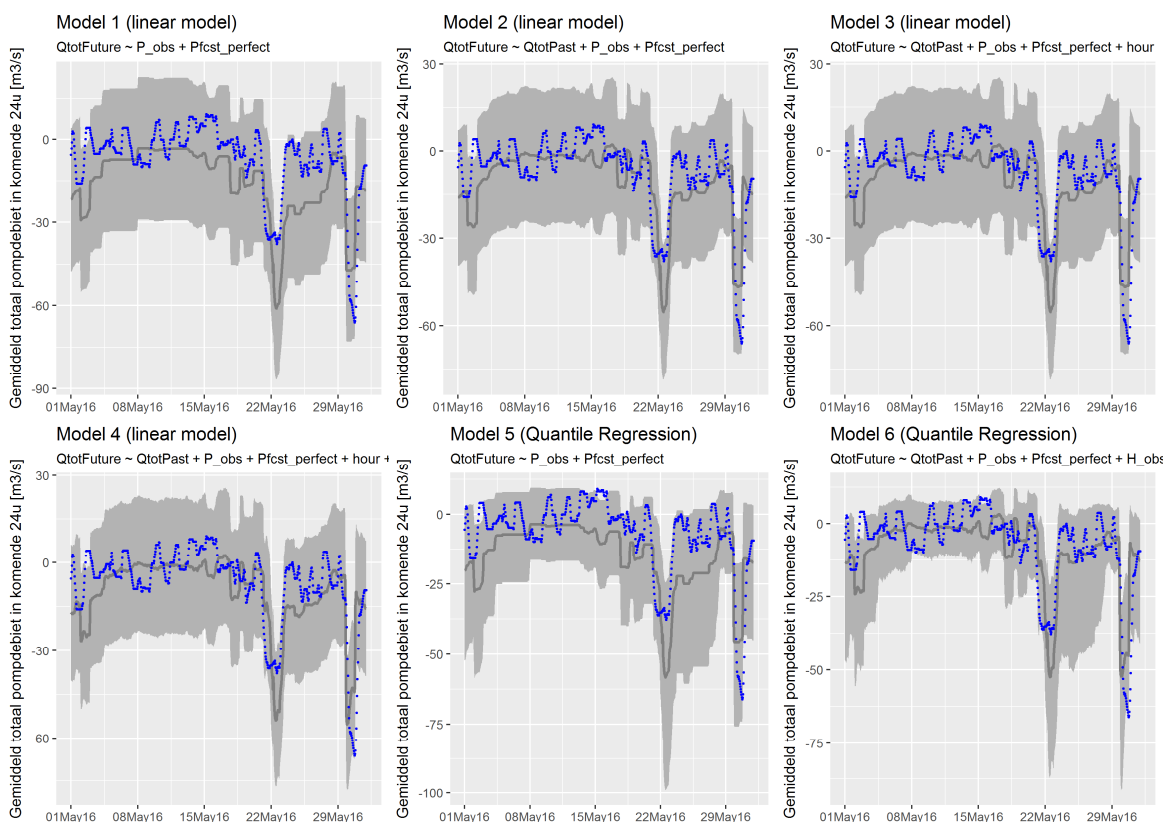 Model 1 (linear model)
QtotFuture ~ P_obs + Pfcst_perfect
Gemiddeld totaal pompdebiet in komende 24u [m3/s]
0
-30
-60
-90
01May16 08May16 15May16 22May16 29May16
Model 2 (linear model)
QtotFuture ~ QtotPast + P_obs + Pfcst_perfect
Gemiddeld totaal pompdebiet in komende 24u [m3/s]
30
0
-30
-60
01May16 08May16 15May16 22May16 29May16
Model 3 (linear model)
QtotFuture ~ QtotPast + P_obs + Pfcst_perfect + hour
Gemiddeld totaal pompdebiet in komende 24u [m3/s]
30
0
-30
-60
01May16 08May16 15May16 22May16 29May16
Model 4 (linear model)
QtotFuture ~ QtotPast + P_obs + Pfcst_perfect + hour +
Gemiddeld totaal pompdebiet in komende 24u [m3/s]
30
0
-30
60
01May16 08May16 15May16 22May16 29May16
Model 5 (Quantile Regression)
QtotFuture ~ P_obs + Pfcst_perfect
Gemiddeld totaal pompdebiet in komende 24u [m3/s]
0
-25
-50
-75
-100
01May16 08May16 15May16 22May16 29May16
Model 6 (Quantile Regression)
QtotFuture ~ QtotPast + P_obs + Pfcst_perfect + H_obs
Gemiddeld totaal pompdebiet in komende 24u [m3/s]
0
-25
-50
-75
01May16 08May16 15May16 22May16 29May16